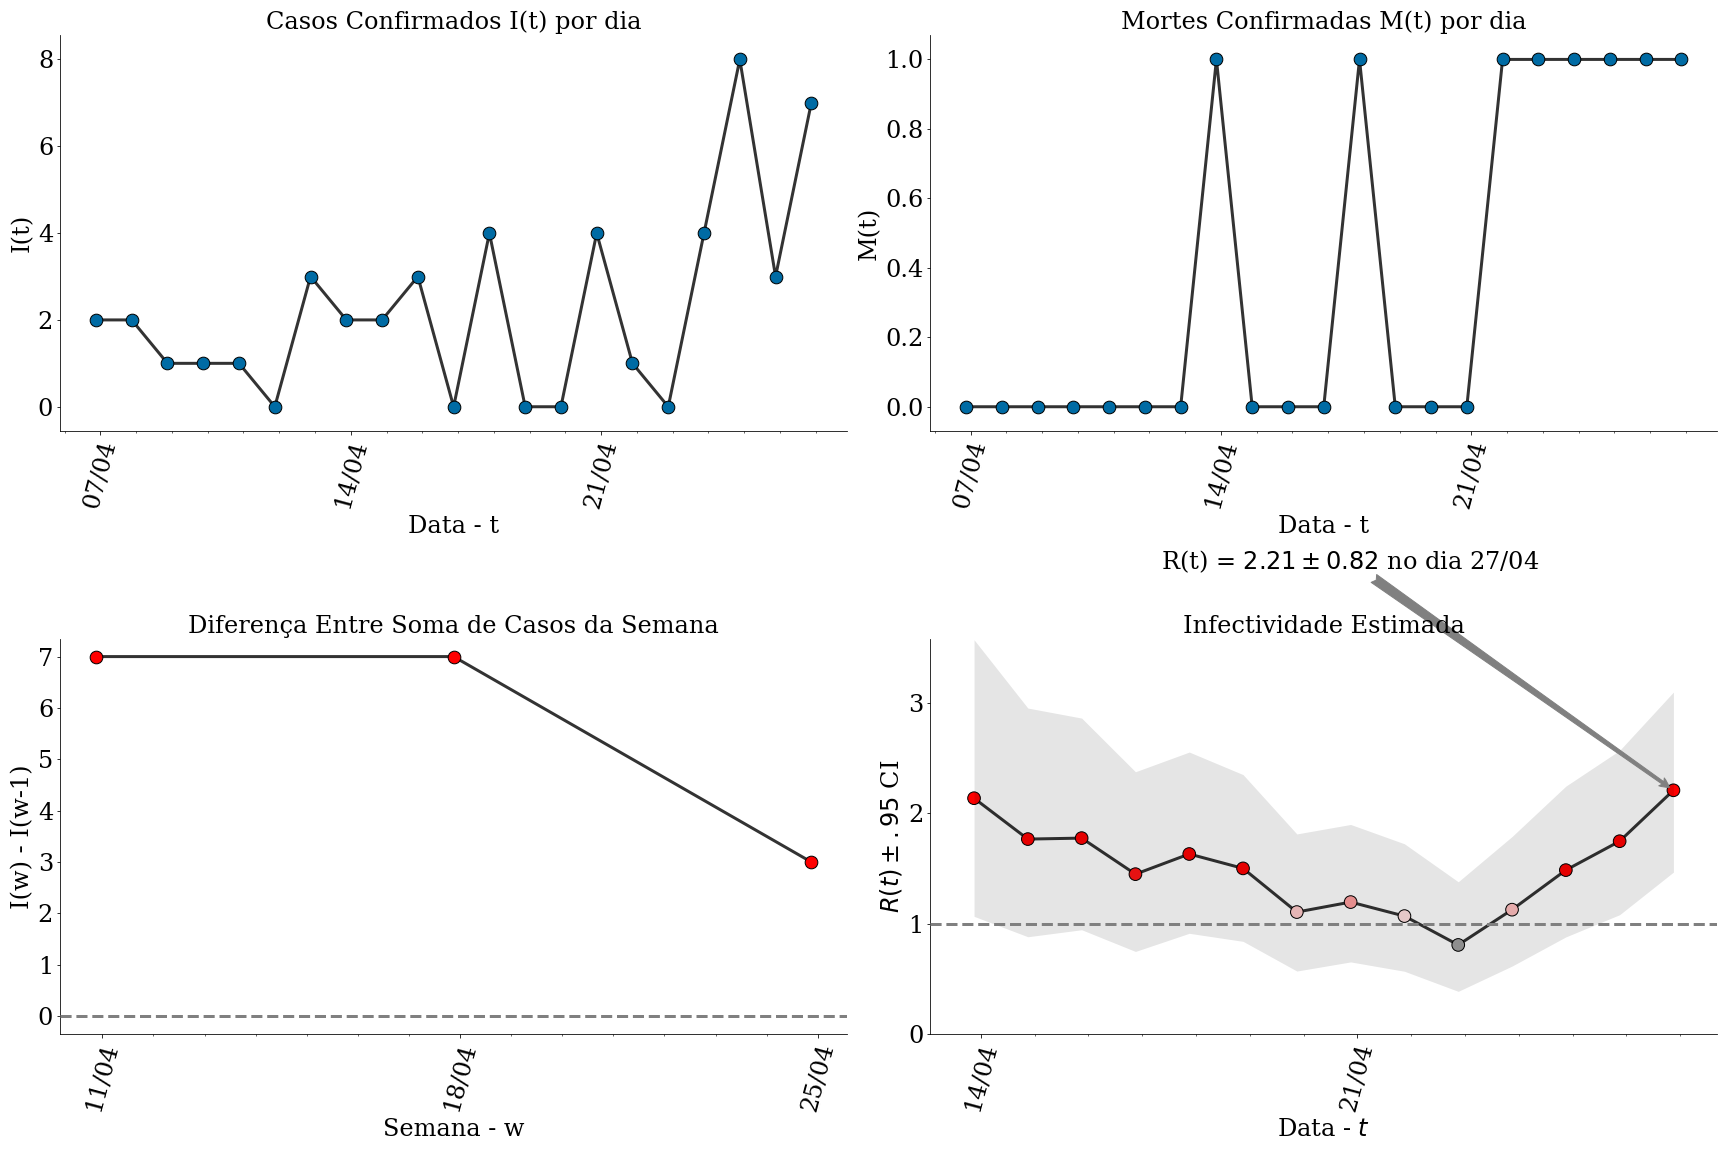 Casos Confirmados I(t) por dia
I(t)
8
6
4
2
0
07/04
14/04
21/04
Data - t
Mortes Confirmadas M(t) por dia
M(t)
1.0
0.8
0.6
0.4
0.2
0.0
07/04
14/04
21/04
Data - t
Diferença Entre Soma de Casos da Semana
I(w) - I(w-1)
7
6
5
4
3
2
1
0
11/04
18/04
25/04
Semana - w
R(t) = 2.21 ± 0.82 no dia 27/04
Infectividade Estimada
R(t) ± .95 CI
3
2
1
0
14/04
21/04
Data - t